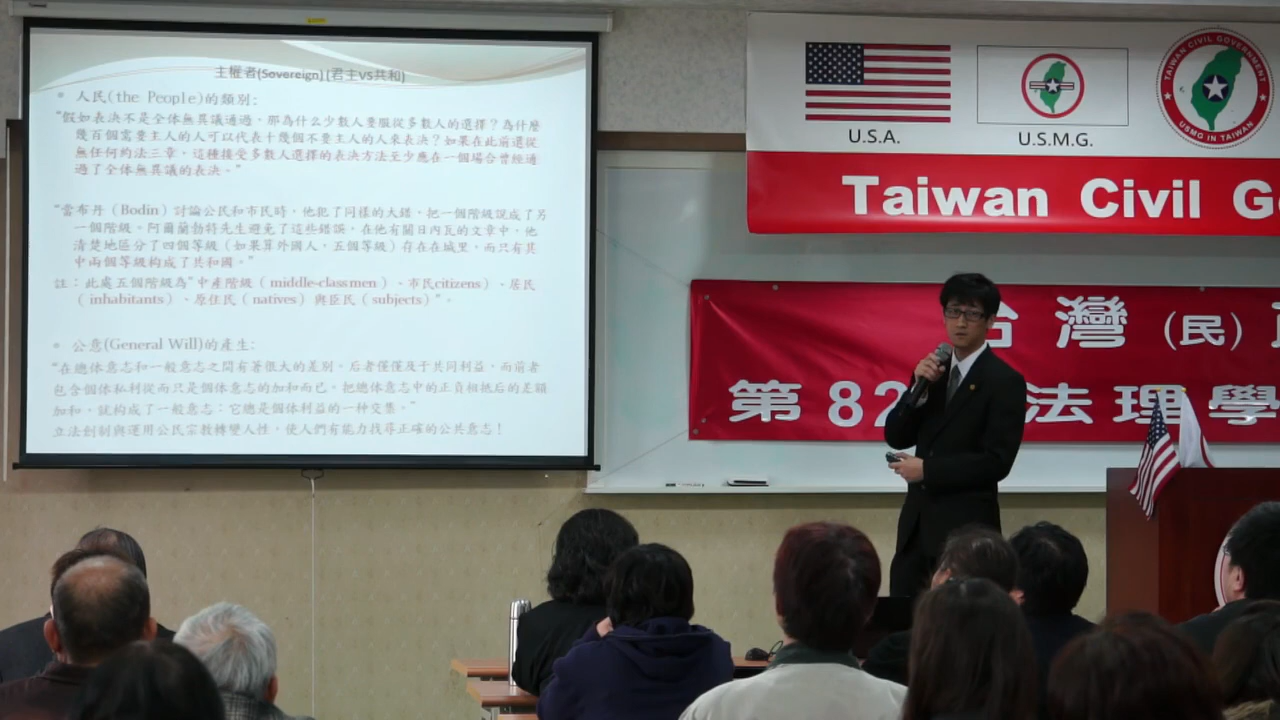 主權者(Sovereign) (君主VS共和)
* 人民(the People)的類別:
"假如表決不是全体無異議通過，那為什么少數人要服從多數人的選擇？為什麼
幾百個需要主人的人可以代表十幾個不要主人的人來表決？如果在此前還從
無任何約法三章，這種接受多數人選擇的表決方法至少應在一個場合曾經通
過了全体無異議的表決。"
"當布丹（Bodin）討論公民和市民時，他犯了同樣的大錯，把一個階級說成了另
一個階級。阿爾蘭勃特先生避免了這些錯誤，在他有關日內瓦的文章中，他
清楚地區分了四個等級（如果算外國人，五個等級）存在在城里，而只有其
中兩個等級構成了共和國。"
註：此處五個階級為"中產階級（middle-class men）、市民citizens）、居民
（inhabitants）、原住民（natives）與臣民（subjects）"。
* 公意(General Will)的產生:
"在總体意志和一般意志之間有著很大的差別。后者僅僅及于共同利益，而前者
包含個体私利從而只是個体意志的加和而已。把總体意志中的正負相抵后的差額
加和，就构成了一般意志：它總是個体利益的一种交集。"
立法創制與運用公民宗教轉變人性，使人們有能力找尋正確的公共意志！
U.S.A.
U.S.M.G.
TAIWAN CIVIL GOVERNMENT
USMG IN TAIWAN
Taiwan Civil G
台灣(民)
第82 法理學